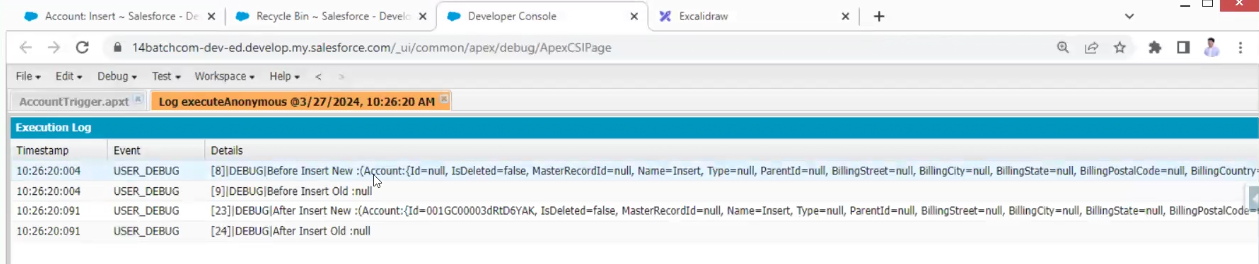 Account: Insert ~ Salesforce - De
Recycle Bin ~ Salesforce - Develo
Developer Console
Excalidraw
14batchcom-dev-ed.develop.my.salesforce.com/_ui/common/apex/debug/ApexCSIPage
File Edit Debug Test Workspace Help < >
AccountTrigger.apxt
Log executeAnonymous @3/27/2024, 10:26:20 AM
Execution Log
Timestamp Event Details
10:26:20:004 USER_DEBUG [8]|DEBUG|Before Insert New :(Account:{Id=null, IsDeleted=false, MasterRecordId=null, Name=Insert, Type=null, ParentId=null, BillingStreet=null, BillingCity=null, BillingState=null, BillingPostalCode=null, BillingCountry=
10:26:20:004 USER_DEBUG [9]|DEBUG|Before Insert Old :null
10:26:20:091 USER_DEBUG [23]|DEBUG|After Insert New :(Account:{Id=001GC00003dRtD6YAK, IsDeleted=false, MasterRecordId=null, Name=Insert, Type=null, ParentId=null, BillingStreet=null, BillingCity=null, BillingState=null, BillingPostalCode=
10:26:20:091 USER_DEBUG [24]|DEBUG|After Insert Old :null